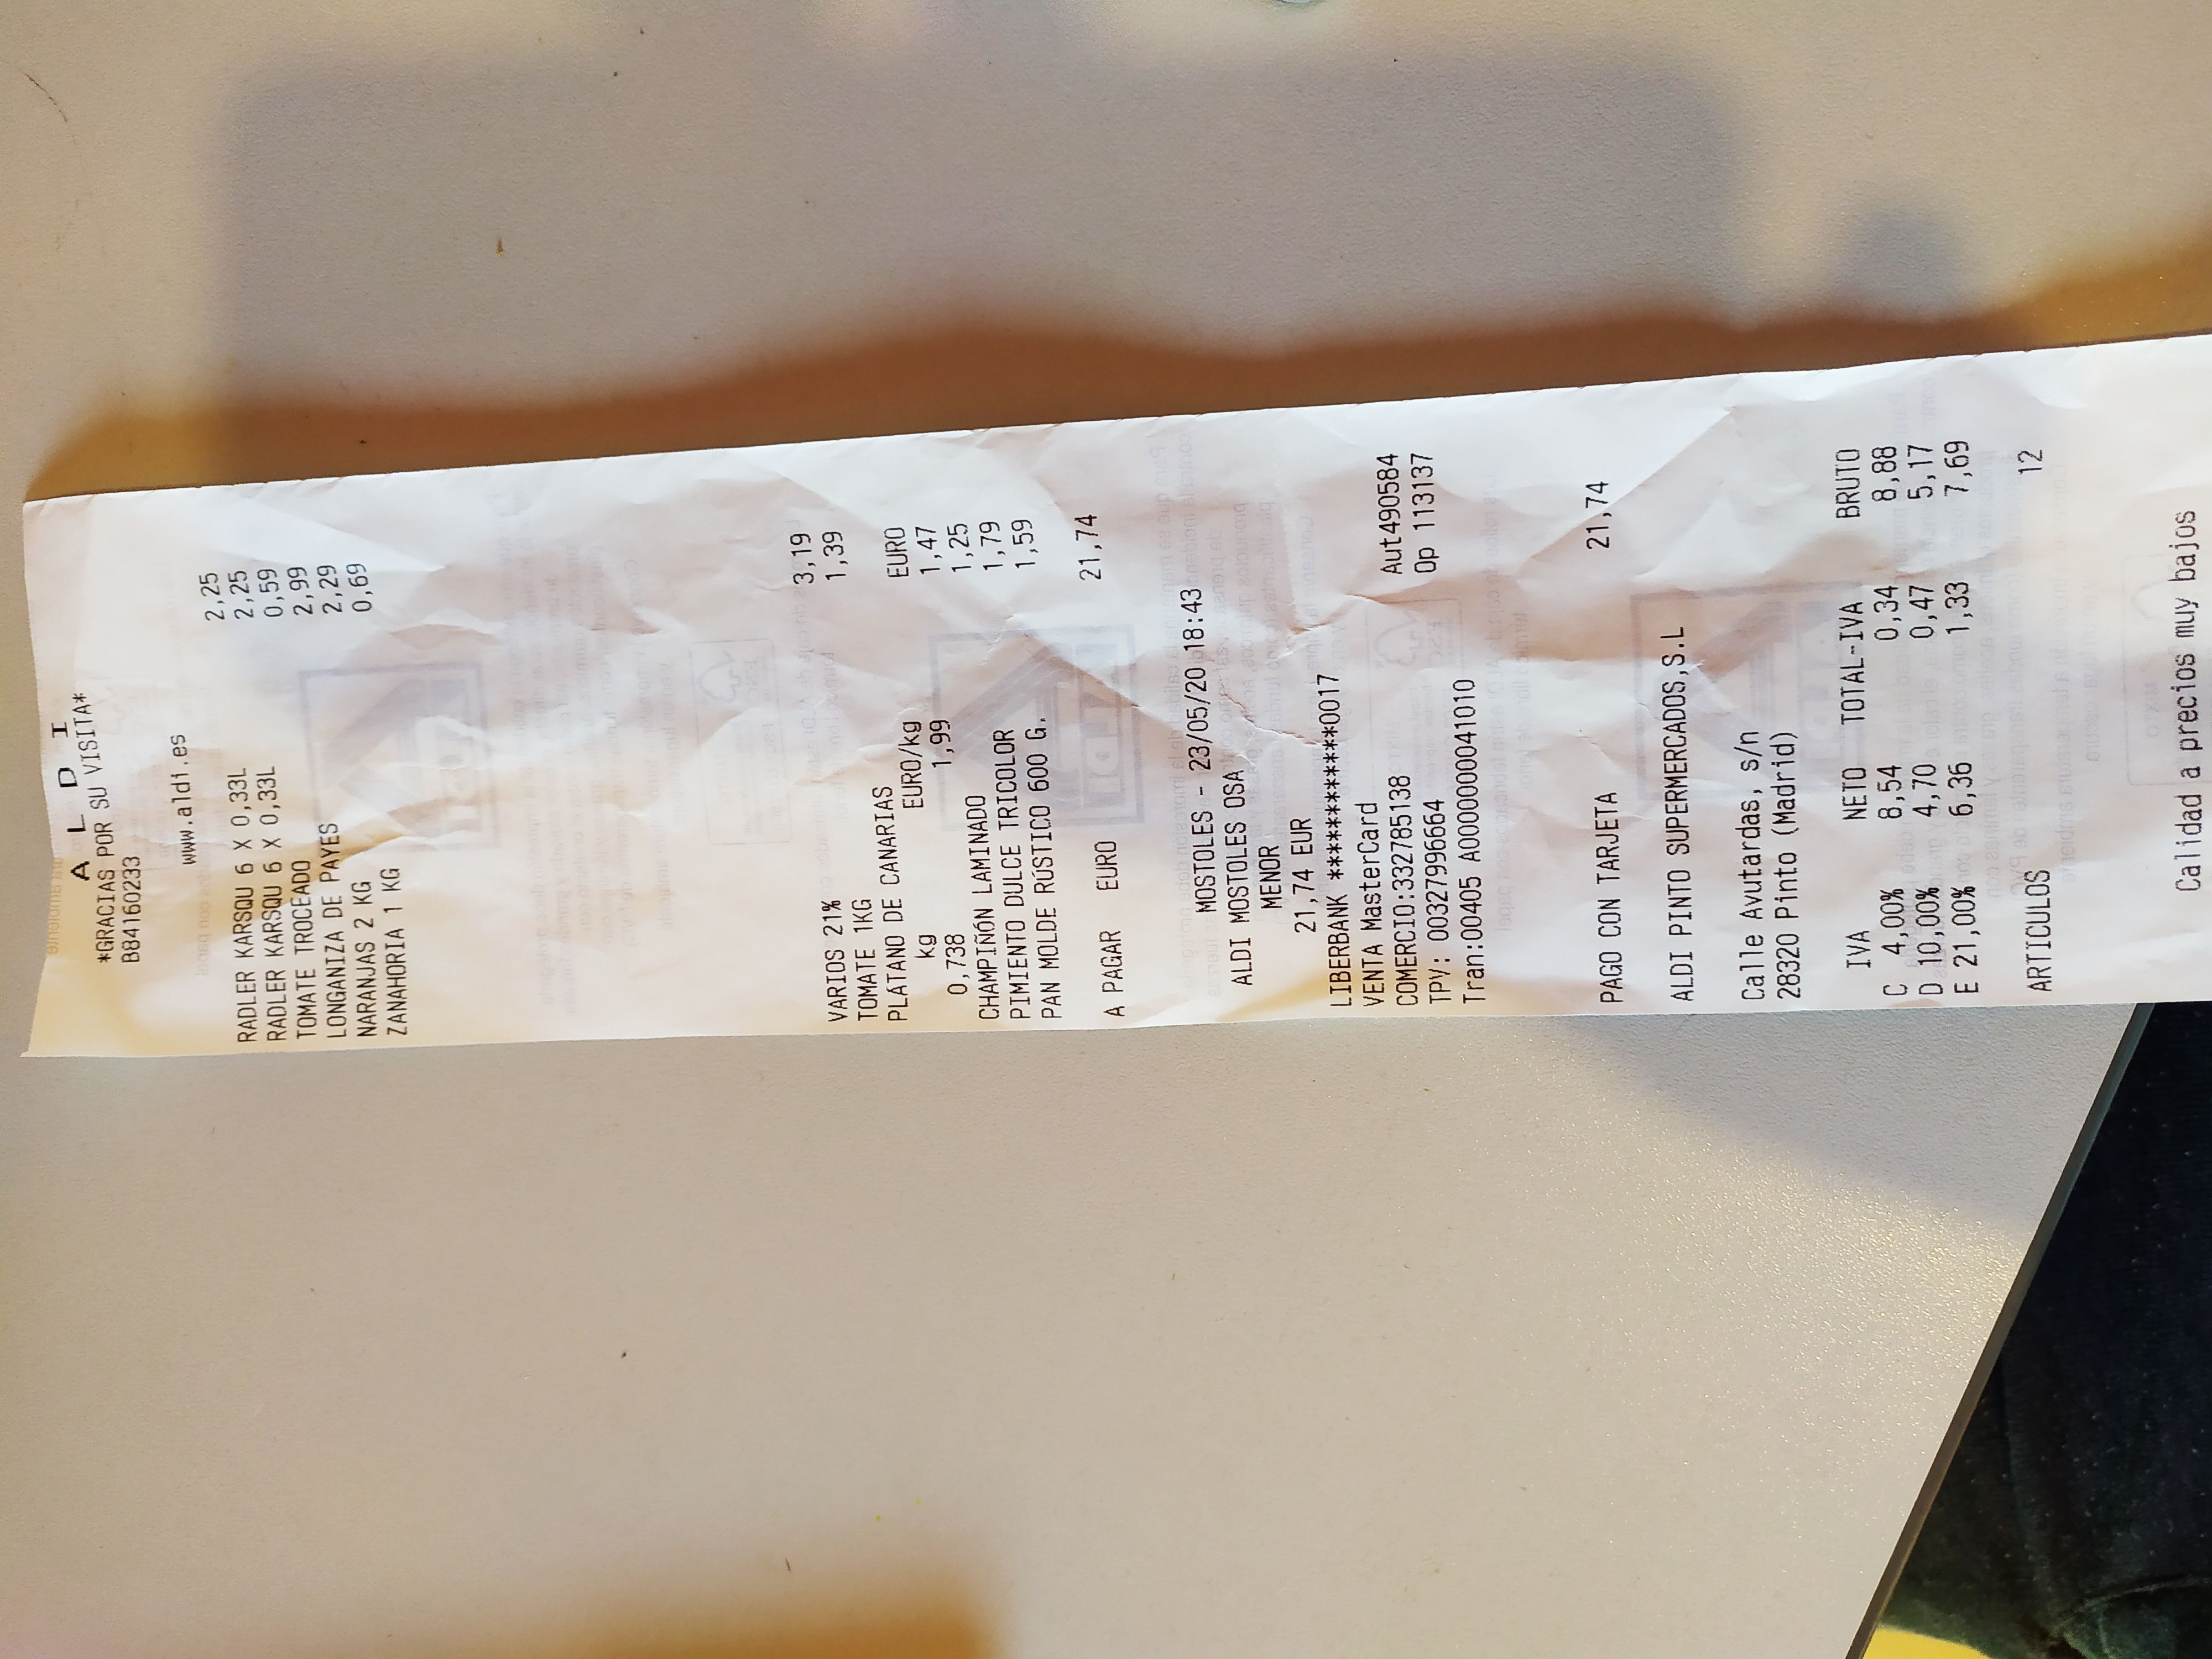 A L D I
*GRACIAS POR SU VISITA*
B84160233
www.aldi.es
RADLER KARSQU 6 X 0,33L 2,25
RADLER KARSQU 6 X 0,33L 2,25
TOMATE TROCEADO 0,59
LONGANIZA DE PAYES 2,99
NARANJAS 2 KG 2,29
ZANAHORIA 1 KG 0,69
VARIOS 21% 3,19
TOMATE 1KG 1,39
PLÁTANO DE CANARIAS
kg EURO/kg EURO
0,738 1,99 1,47
CHAMPIÑÓN LAMINADO 1,25
PIMIENTO DULCE TRICOLOR 1,79
PAN MOLDE RÚSTICO 600 G. 1,59
A PAGAR EURO 21,74
MOSTOLES - 23/05/20 18:43
ALDI MOSTOLES OSA
MENOR
21,74 EUR
LIBERBANK ************0017
VENTA MasterCard
COMERCIO:332785138 Aut490584
TPV: 00327996664 Op 113137
Tran:00405 A0000000041010
PAGO CON TARJETA 21,74
ALDI PINTO SUPERMERCADOS,S.L
Calle Avutardas, s/n
28320 Pinto (Madrid)
IVA NETO TOTAL-IVA BRUTO
C 4,00% 8,54 0,34 8,88
D 10,00% 4,70 0,47 5,17
E 21,00% 6,36 1,33 7,69
ARTICULOS 12
Calidad a precios muy bajos